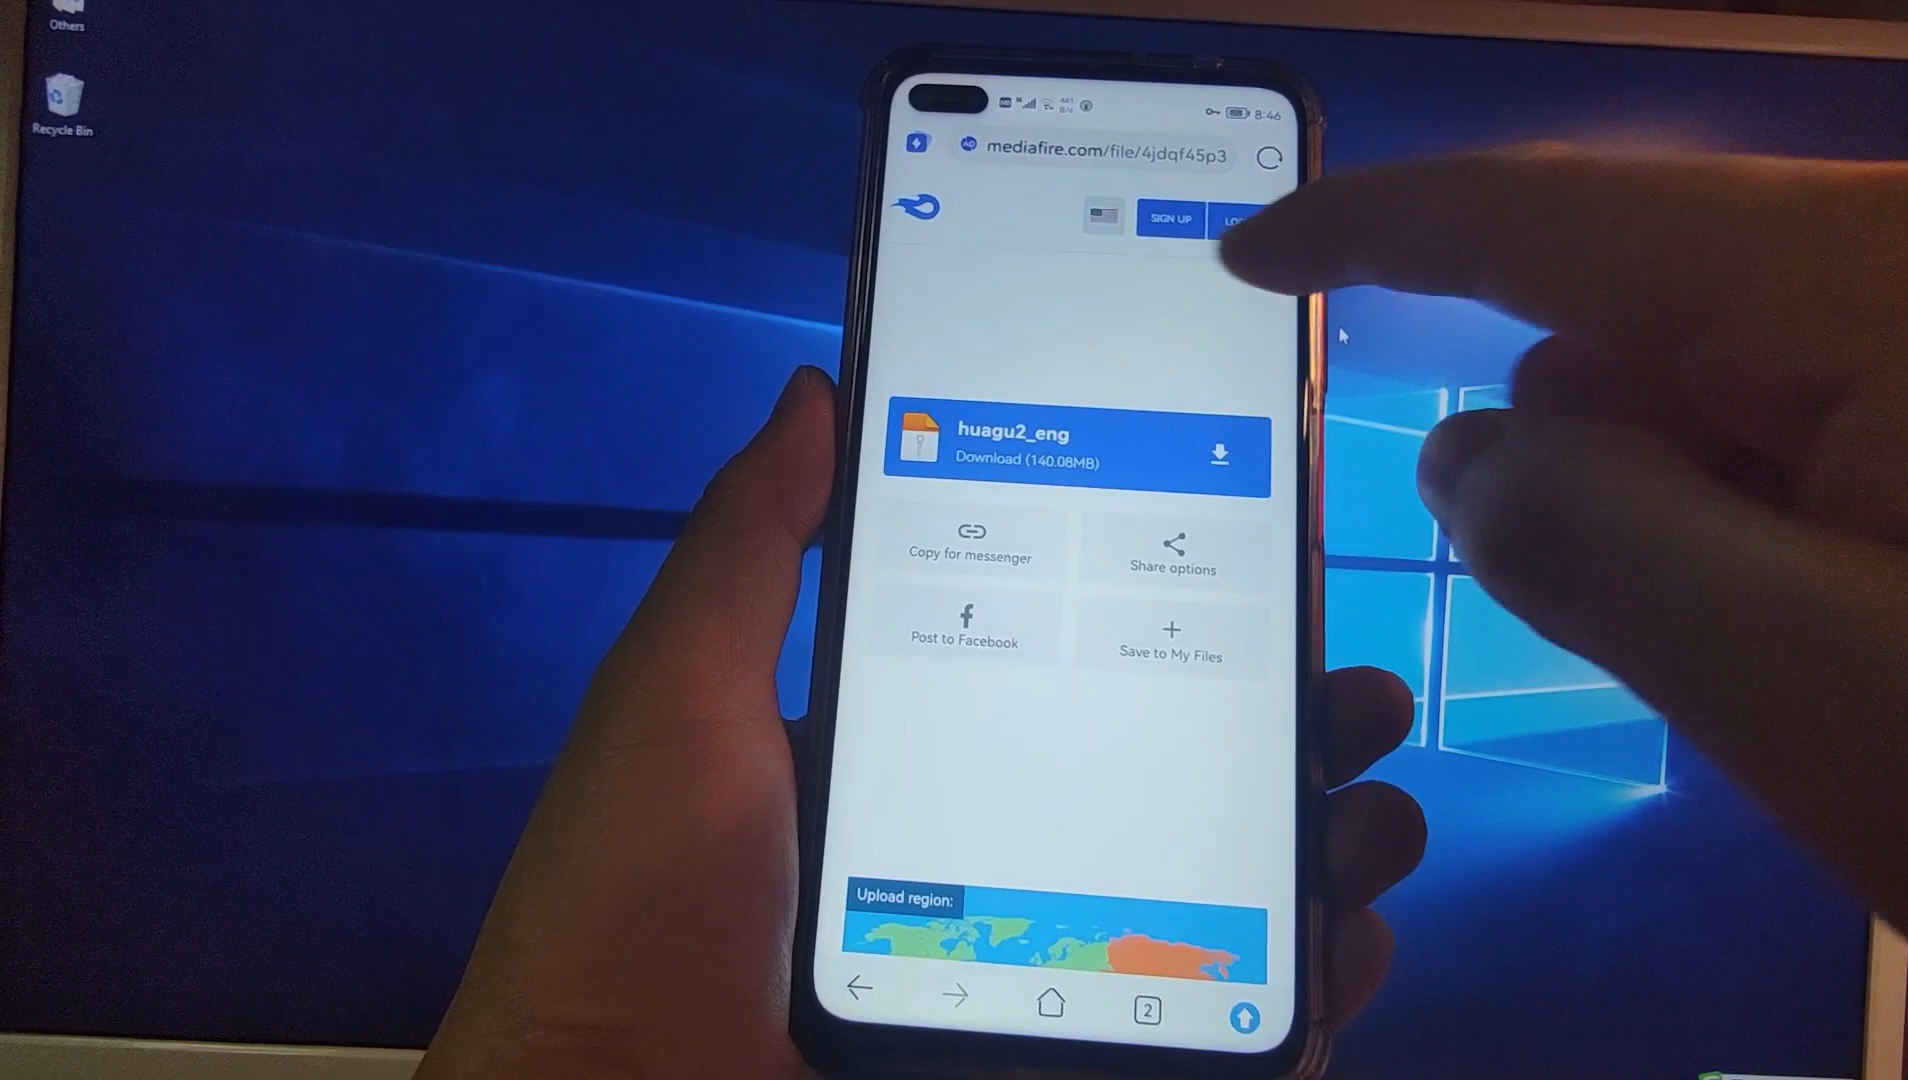 Others
Recycle Bin
8:46
mediafire.com/file/4jdqf45p3
SIGN UP
huagu2_eng
Download (140.08MB)
Copy for messenger
Share options
Post to Facebook
Save to My Files
Upload region:
2